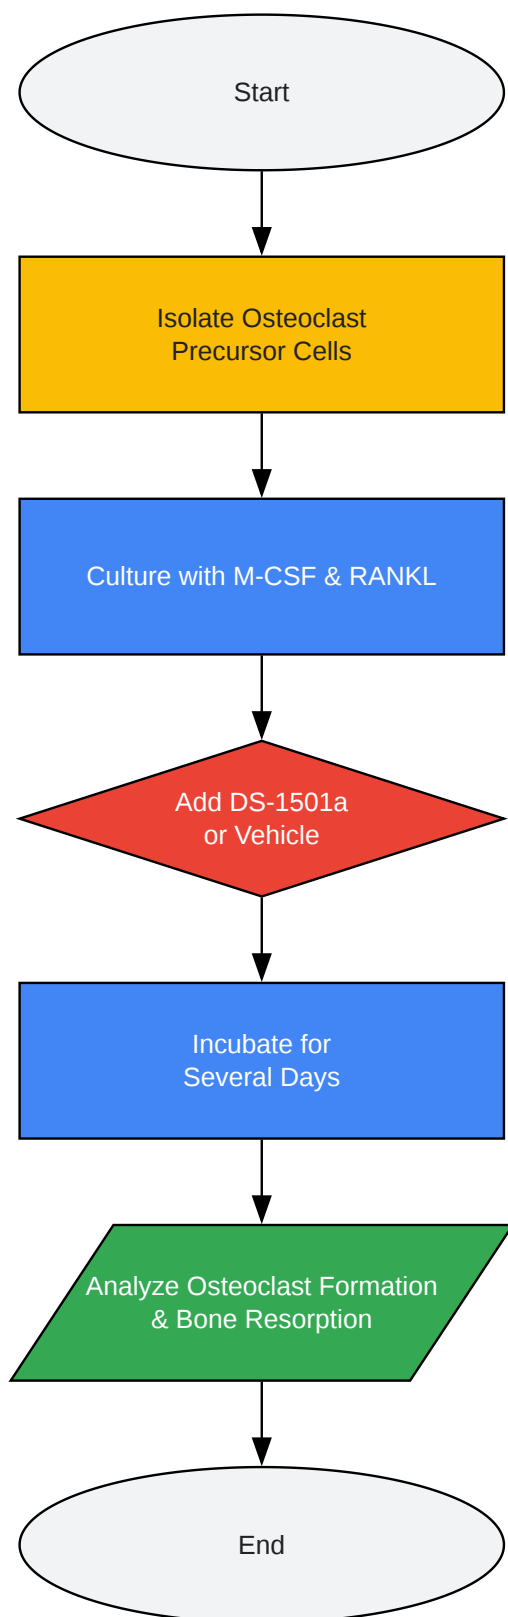 Start
Isolate Osteoclast
Precursor Cells
Culture with M-CSF & RANKL
Add DS-1501a
or Vehicle
Incubate for
Several Days
Analyze Osteoclast Formation
& Bone Resorption
End